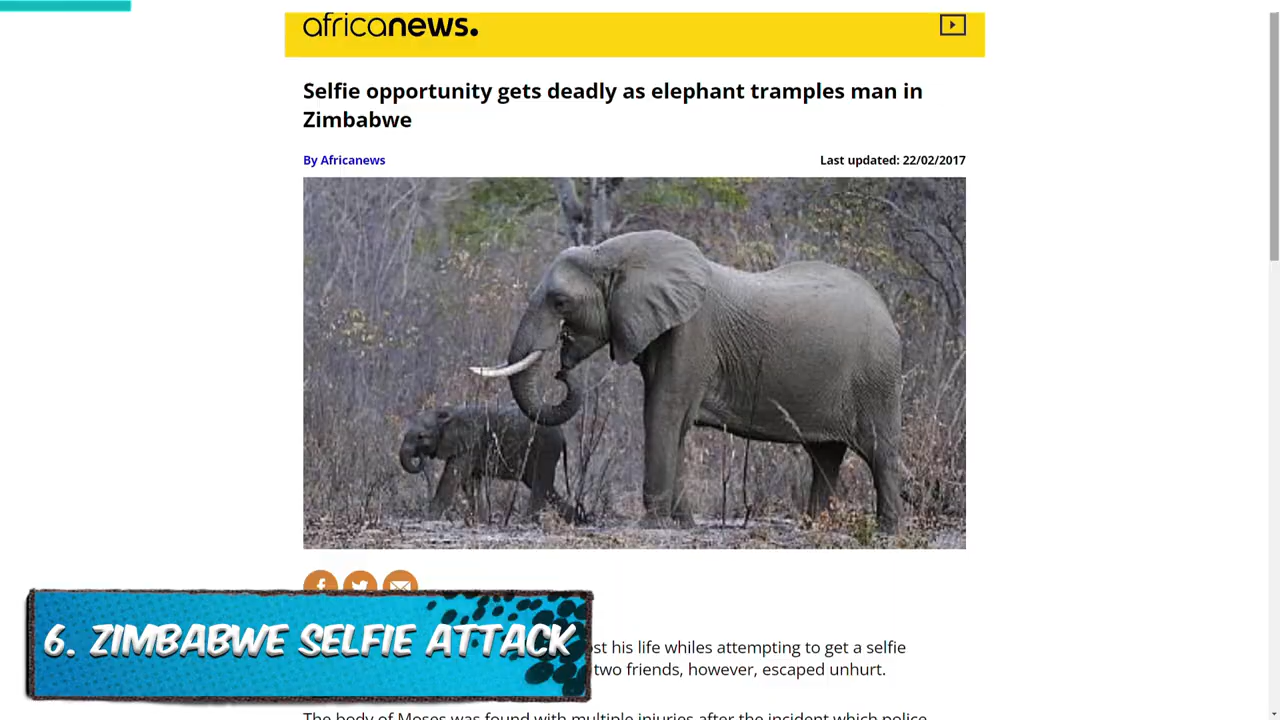 africanews.
Selfie opportunity gets deadly as elephant tramples man in
Zimbabwe
By Africanews
Last updated: 22/02/2017
6. ZIMBABWE SELFIE ATTACK
st his life whiles attempting to get a selfie
two friends, however, escaped unhurt.
The body of Moses was found with multiple injuries after the incident which police